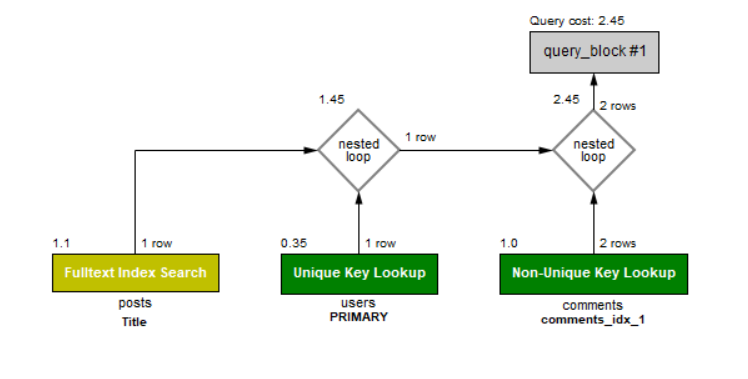 Query cost: 2.45
query_block #1
1.45
2.45
2 rows
nested
loop
1 row
nested
loop
1.1
1 row
0.35
1 row
1.0
2 rows
Fulltext Index Search
Unique Key Lookup
Non-Unique Key Lookup
posts
users
comments
Title
PRIMARY
comments_idx_1